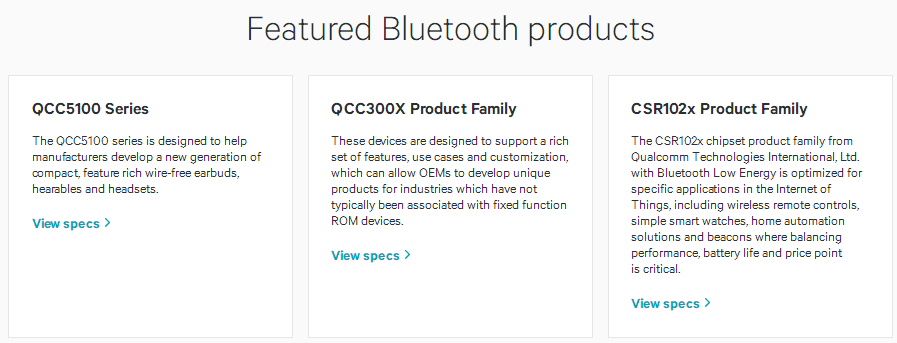 Featured Bluetooth products
QCC5100 Series
The QCC5100 series is designed to help
manufacturers develop a new generation of
compact, feature rich wire-free earbuds,
hearables and headsets.
View specs >
QCC300X Product Family
These devices are designed to support a rich
set of features, use cases and customization,
which can allow OEMs to develop unique
products for industries which have not
typically been associated with fixed function
ROM devices.
View specs >
CSR102x Product Family
The CSR102x chipset product family from
Qualcomm Technologies International, Ltd.
with Bluetooth Low Energy is optimized for
specific applications in the Internet of
Things, including wireless remote controls,
simple smart watches, home automation
solutions and beacons where balancing
performance, battery life and price point
is critical.
View specs >